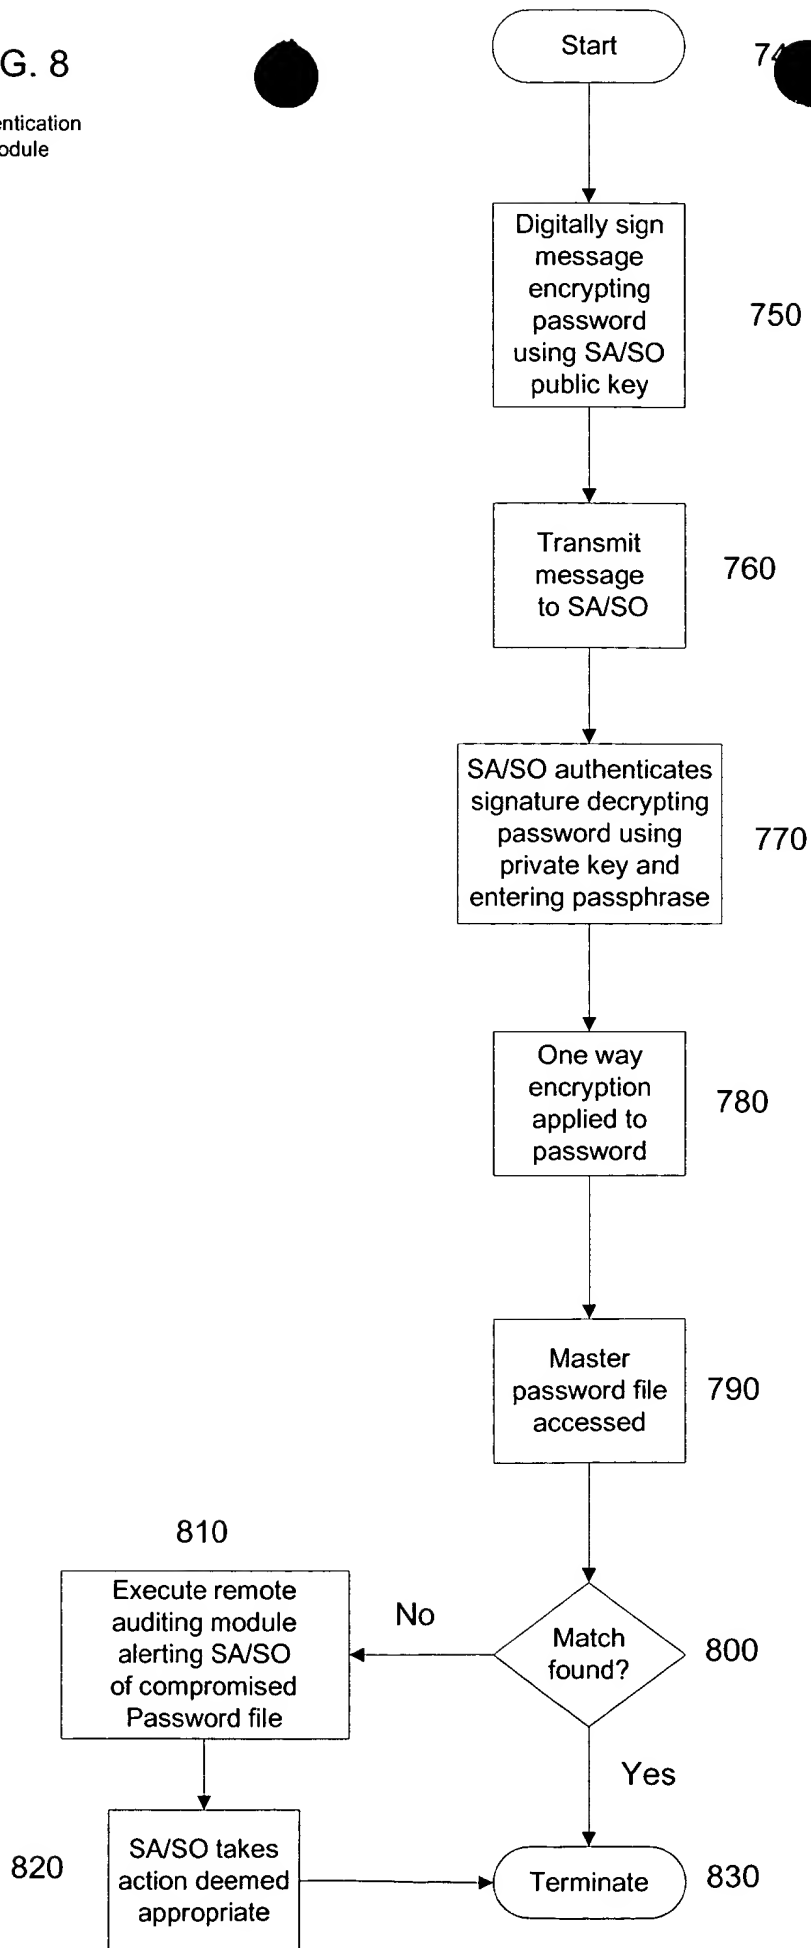 G. 8
entication
odule
Start
74
Digitally sign
message
encrypting
password
using SA/SO
public key
750
Transmit
message
to SA/SO
760
SA/SO authenticates
signature decrypting
password using
private key and
entering passphrase
770
One way
encryption
applied to
password
780
Master
password file
accessed
790
810
Execute remote
auditing module
alerting SA/SO
of compromised
Password file
No
Match
found?
800
Yes
820
SA/SO takes
action deemed
appropriate
Terminate
830